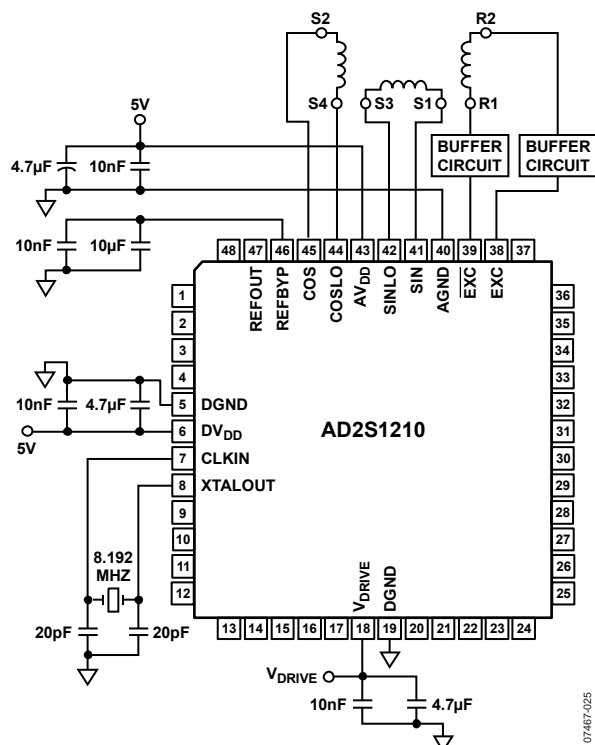 S2
R2
S4
S3
S1
R1
5V
BUFFER CIRCUIT
BUFFER CIRCUIT
4.7µF
10nF
10nF
10µF
48 47 46 45 44 43 42 41 40 39 38 37
REFOUT
REFBYP
COS
COSLO
AVDD
SINLO
SIN
AGND
EXC
EXC
1
2
3
4
5 DGND
6 DVDD
7 CLKIN
8 XTALOUT
9
10
11
12
10nF
4.7µF
5V
AD2S1210
36
35
34
33
32
31
30
29
28
27
26
25
8.192
MHZ
20pF
20pF
VDRIVE
DGND
13 14 15 16 17 18 19 20 21 22 23 24
VDRIVE
10nF
4.7µF
07467-025